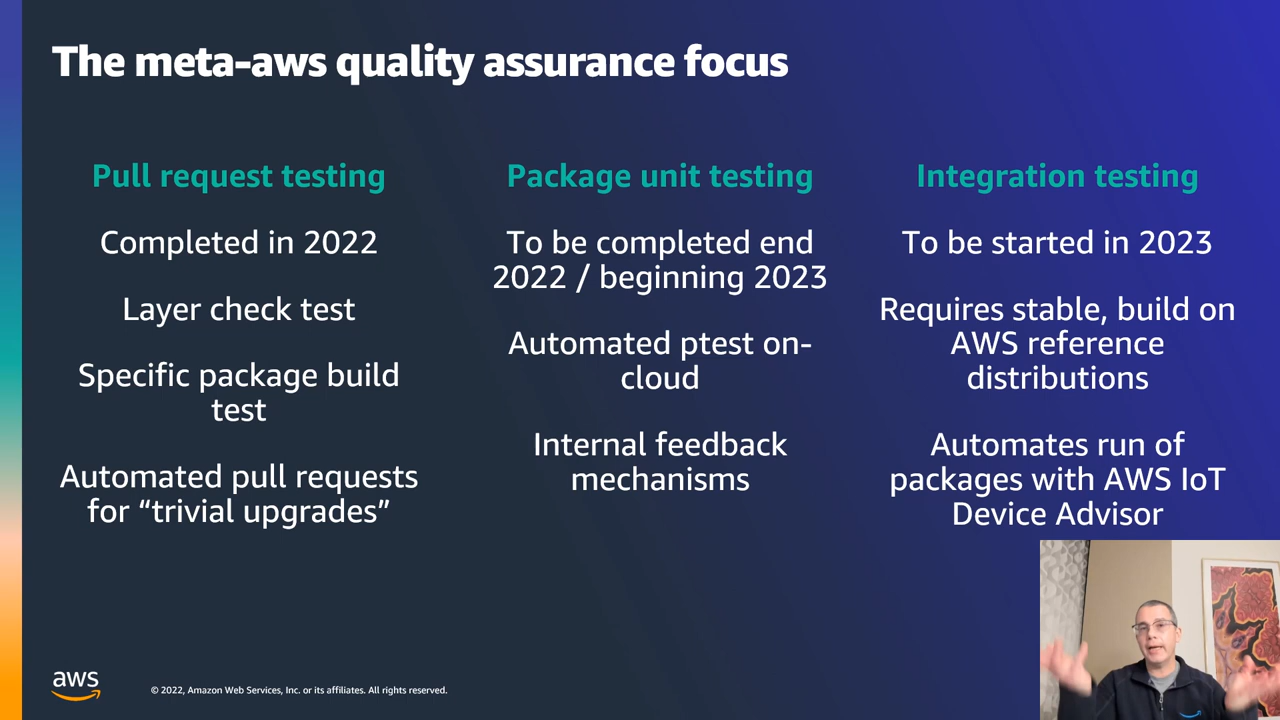 The meta-aws quality assurance focus
Pull request testing
Completed in 2022
Layer check test
Specific package build
test
Automated pull requests
for “trivial upgrades”
Package unit testing
To be completed end
2022 / beginning 2023
Automated ptest on-
cloud
Internal feedback
mechanisms
Integration testing
To be started in 2023
Requires stable, build on
AWS reference
distributions
Automates run of
packages with AWS IoT
Device Advisor
aws
© 2022, Amazon Web Services, Inc. or its affiliates. All rights reserved.